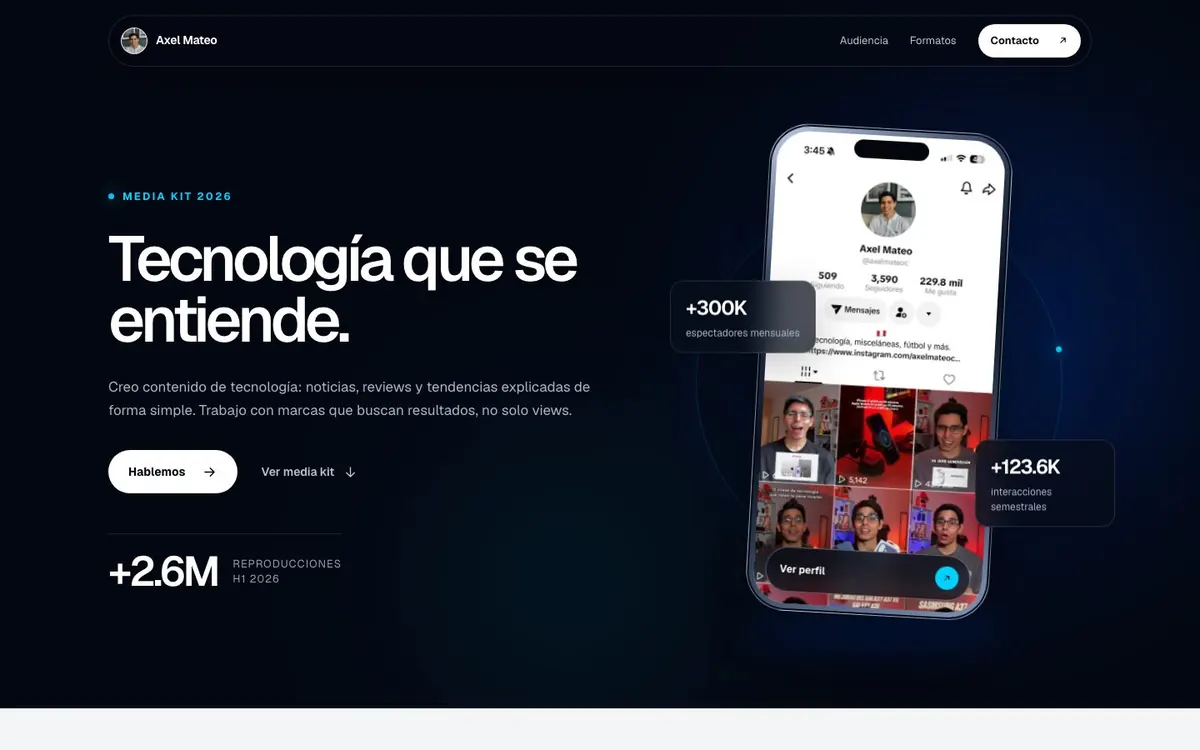 Axel Mateo
Audiencia
Formatos
Contacto
MEDIA KIT 2026
Tecnología que se
entiende.
Creo contenido de tecnología: noticias, reviews y tendencias explicadas de
forma simple. Trabajo con marcas que buscan resultados, no solo views.
Hablemos
Ver media kit
+2.6M
REPRODUCCIONES
H1 2026
3:45
Axel Mateo
@axelmateoc
509
3,590
229.8 mil
Seguidores
Me gusta
Mensajes
misceláneas, fútbol y más.
https://www.instagram.com/axelmateoc...
+300K
espectadores mensuales
5,142
+123.6K
interacciones
semestrales
Ver perfil